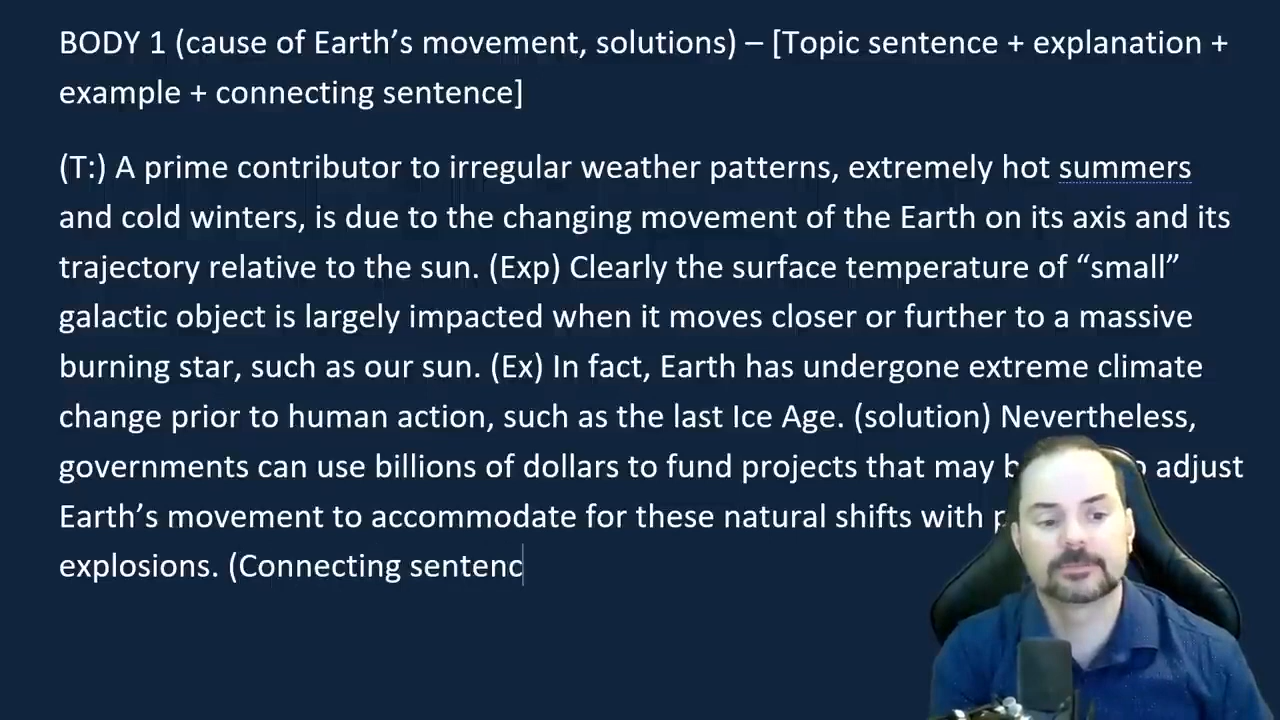 BODY 1 (cause of Earth’s movement, solutions) – [Topic sentence + explanation +
example + connecting sentence]
(T:) A prime contributor to irregular weather patterns, extremely hot summers
and cold winters, is due to the changing movement of the Earth on its axis and its
trajectory relative to the sun. (Exp) Clearly the surface temperature of “small”
galactic object is largely impacted when it moves closer or further to a massive
burning star, such as our sun. (Ex) In fact, Earth has undergone extreme climate
change prior to human action, such as the last Ice Age. (solution) Nevertheless,
governments can use billions of dollars to fund projects that may adjust
Earth’s movement to accommodate for these natural shifts with
explosions. (Connecting sentenc